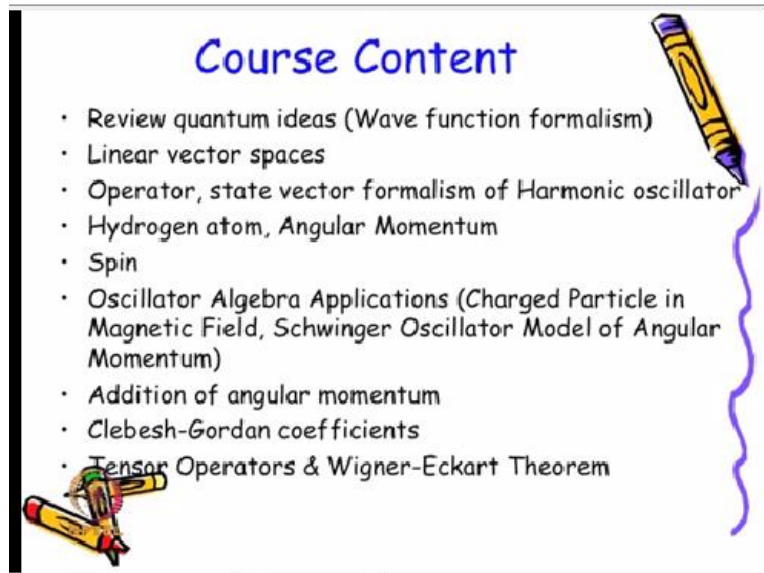 Course Content
· Review quantum ideas (Wave function formalism)
· Linear vector spaces
· Operator, state vector formalism of Harmonic oscillator
· Hydrogen atom, Angular Momentum
· Spin
· Oscillator Algebra Applications (Charged Particle in
Magnetic Field, Schwinger Oscillator Model of Angular
Momentum)
· Addition of angular momentum
· Clebesh-Gordan coefficients
· Tensor Operators & Wigner-Eckart Theorem